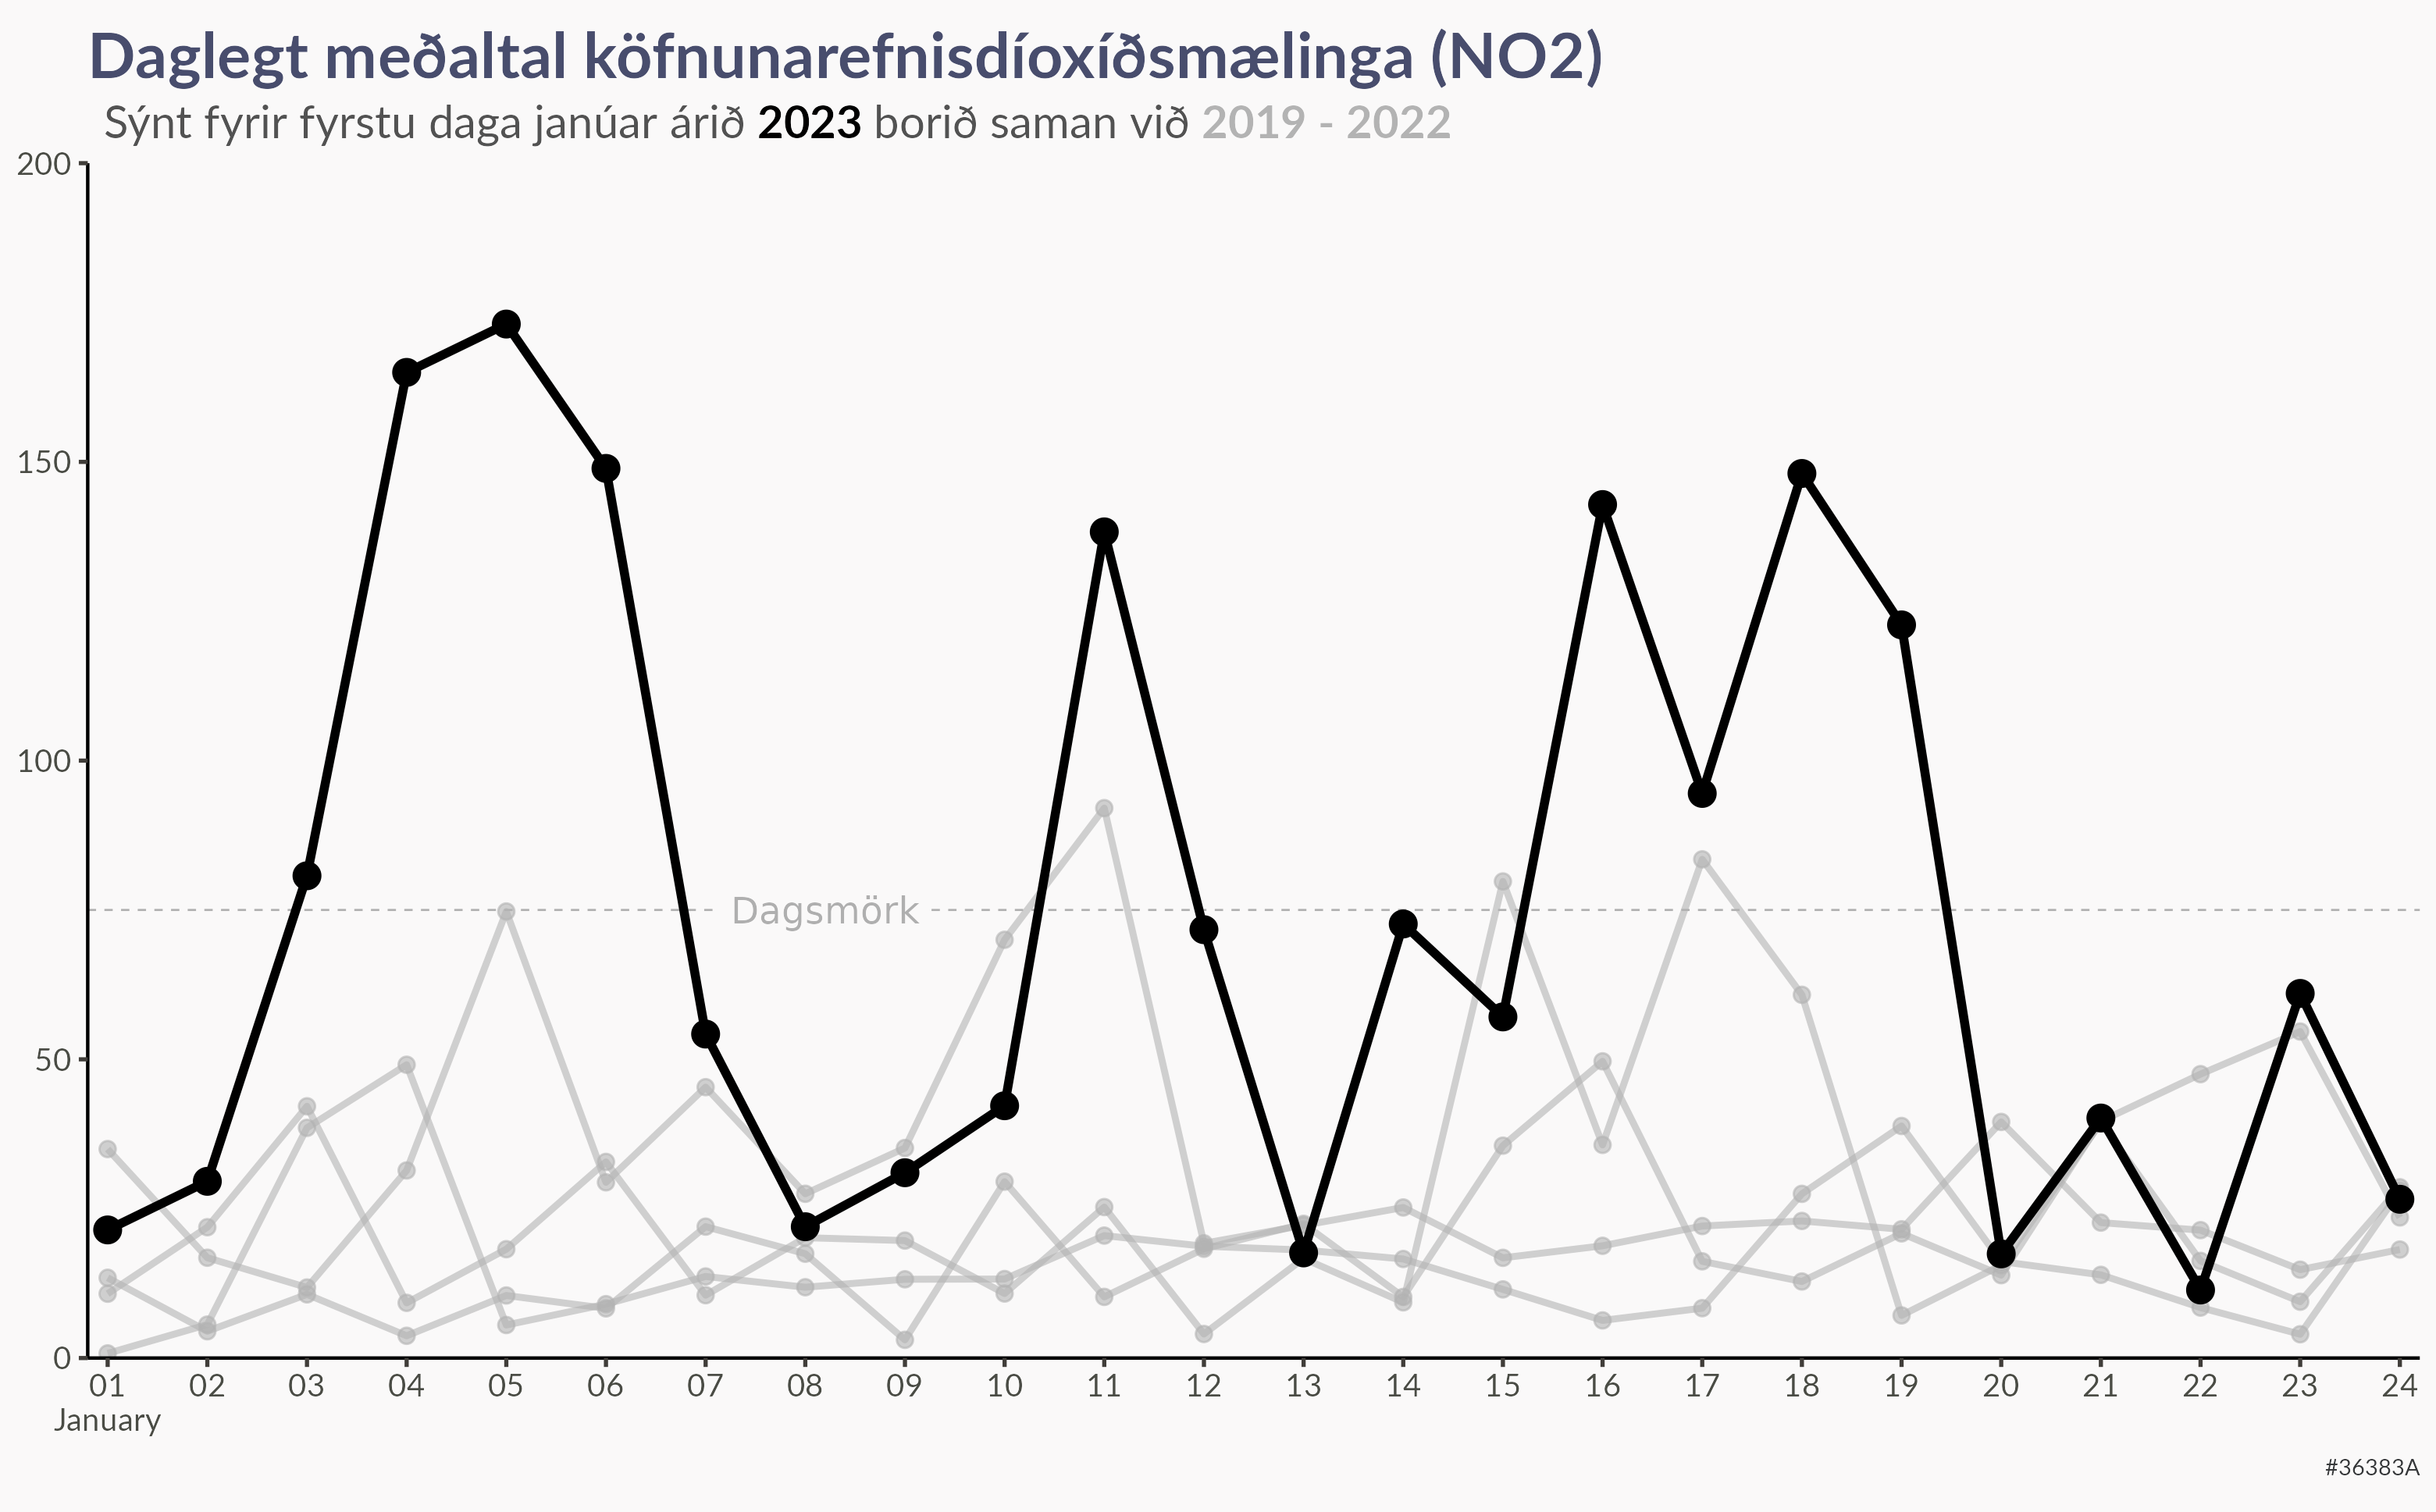 Daglegt meðaltal köfnunarefnisdíoxíðsmælinga (NO2)
Sýnt fyrir fyrstu daga janúar árið 2023 borið saman við 2019 - 2022
200
150
100
Dagsmörk
50
0
01 02 03 04 05 06 07 08 09 10 11 12 13 14 15 16 17 18 19 20 21 22 23 24
January
#36383A